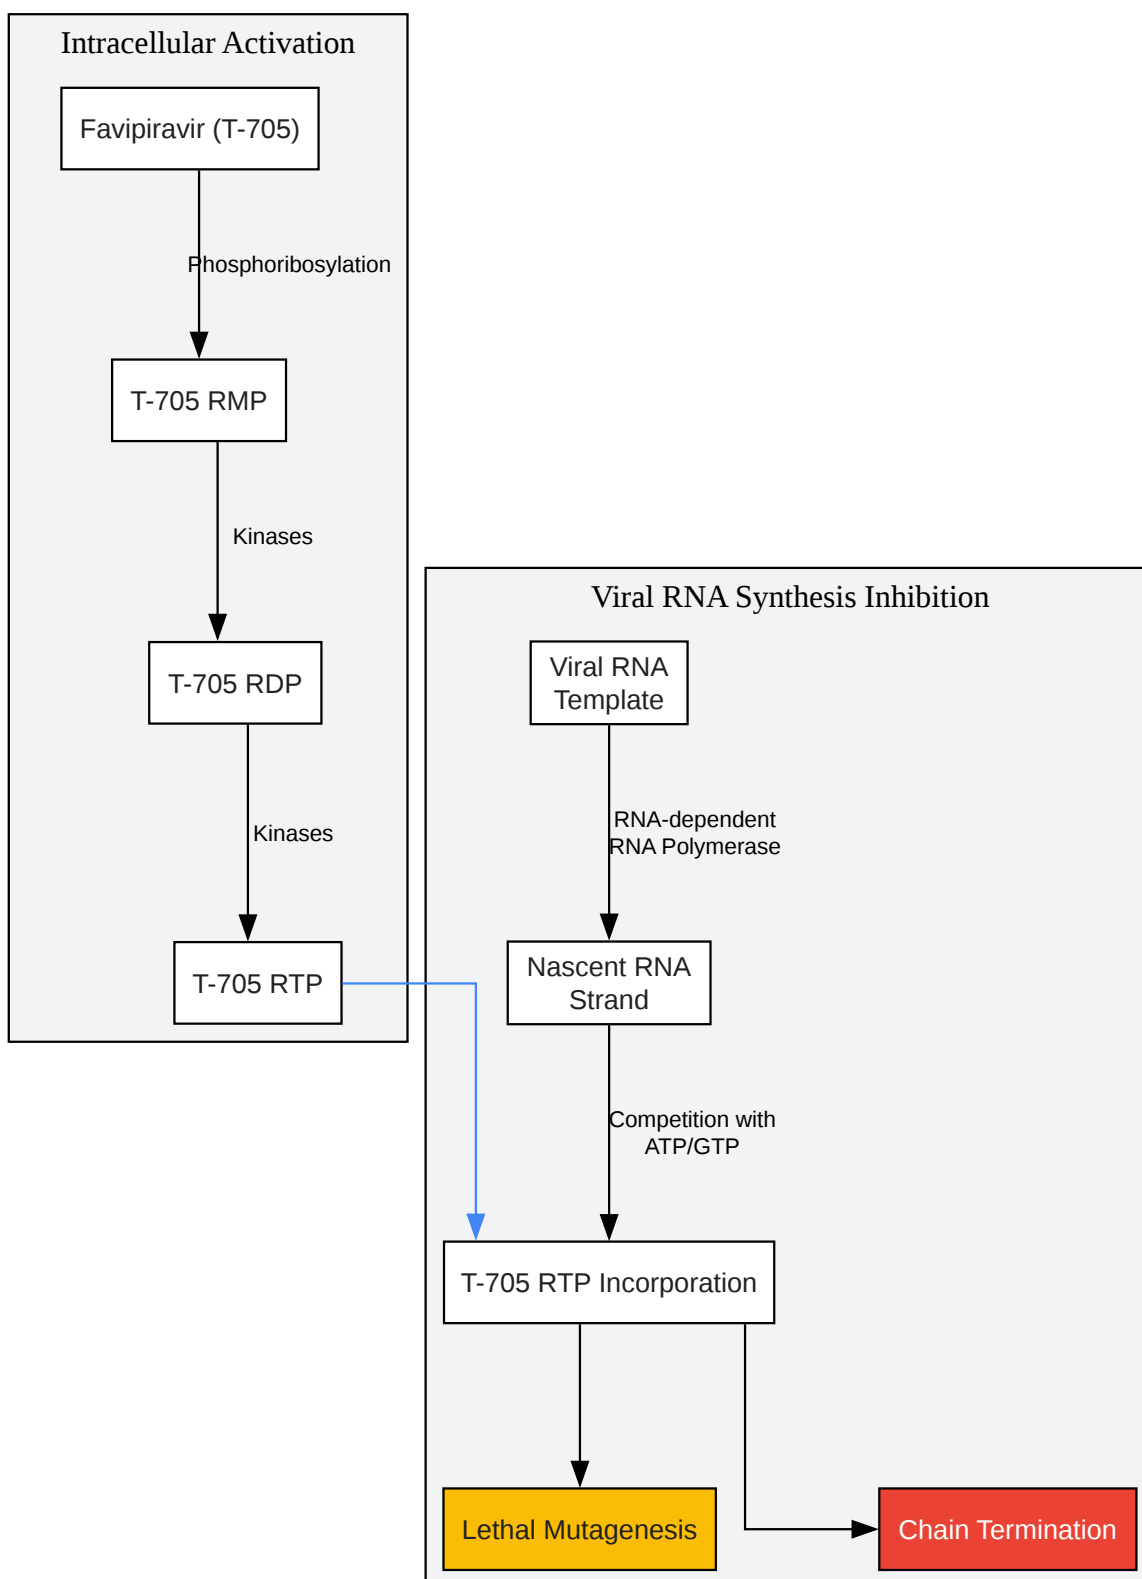 Intracellular Activation
Favipiravir (T-705)
Phosphoribosylation
T-705 RMP
Kinases
T-705 RDP
Kinases
T-705 RTP
Viral RNA Synthesis Inhibition
Viral RNA
Template
RNA-dependent
RNA Polymerase
Nascent RNA
Strand
Competition with
ATP/GTP
T-705 RTP Incorporation
Lethal Mutagenesis
Chain Termination